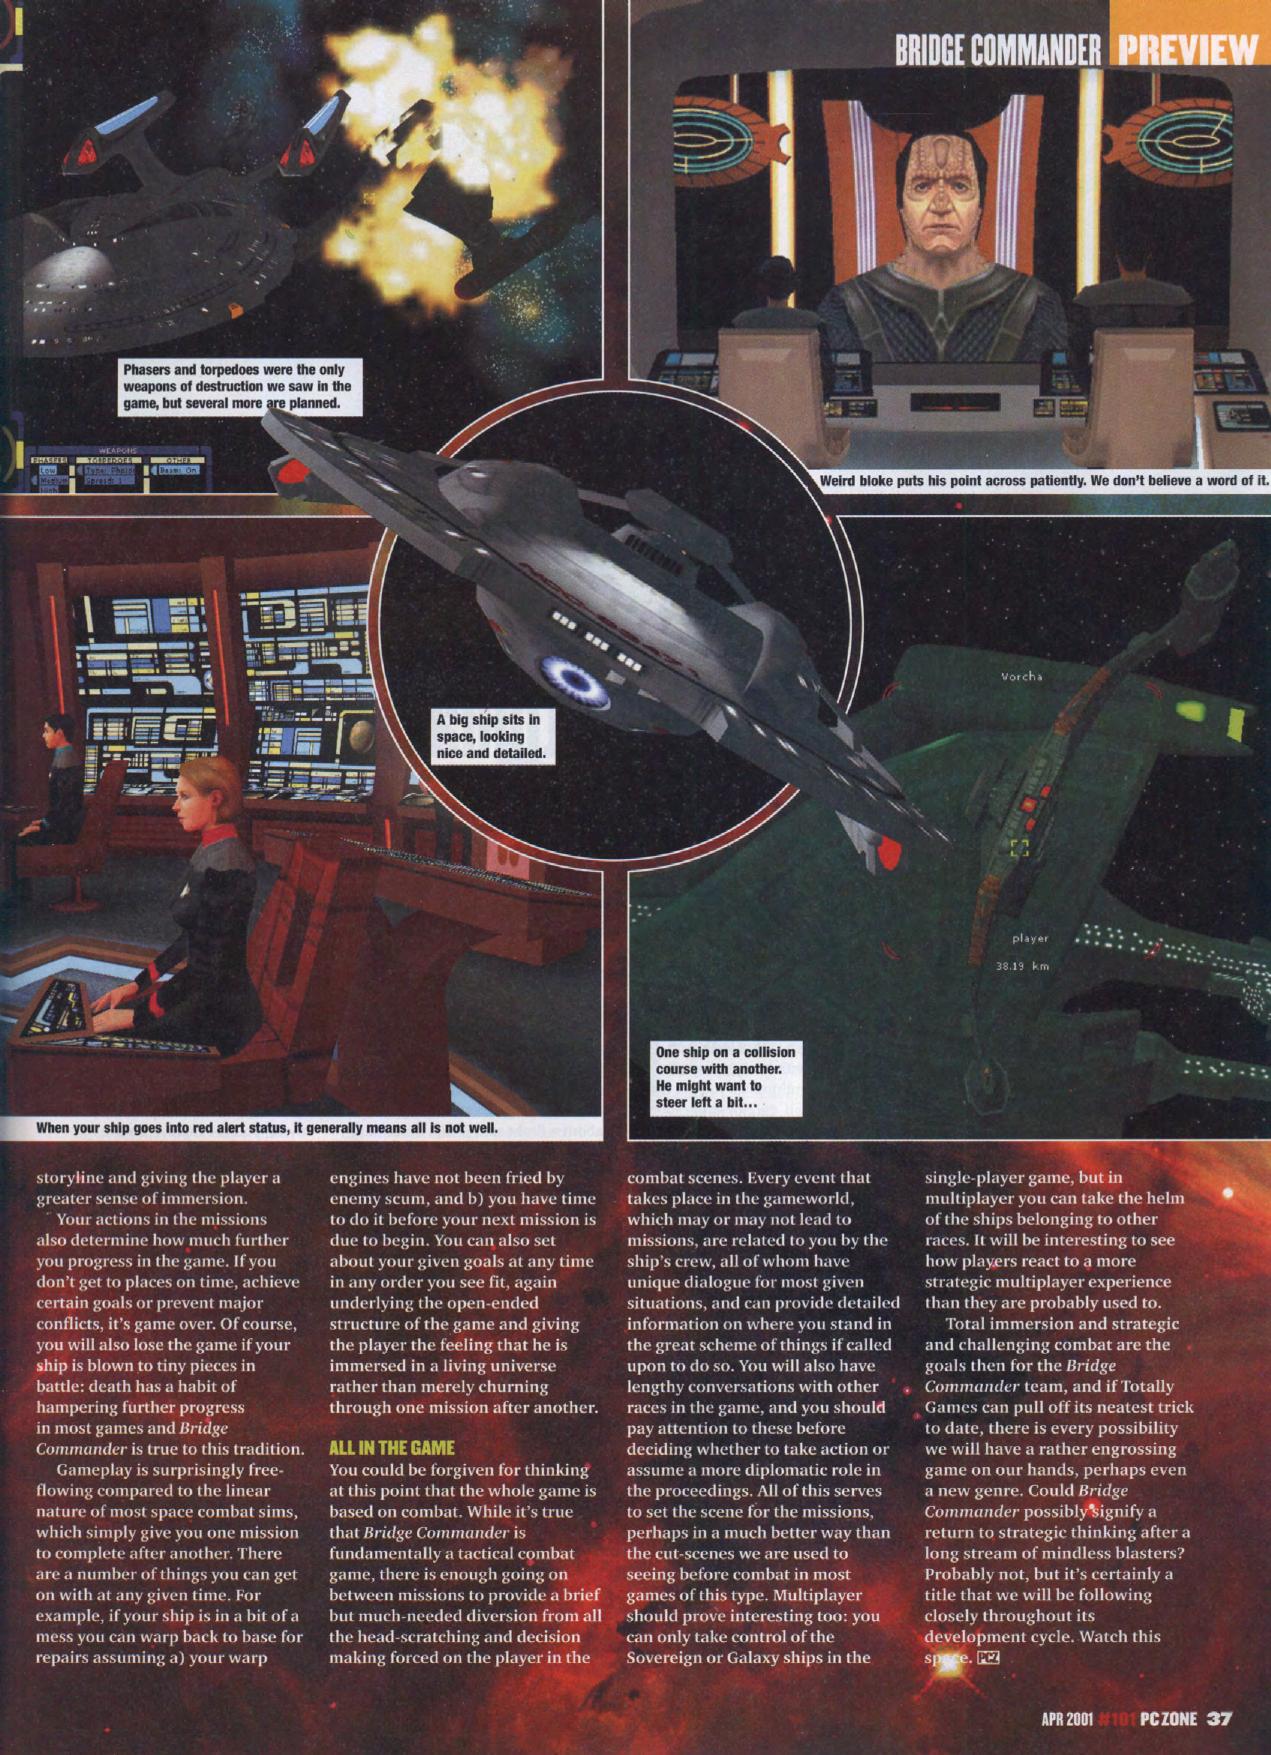 BRIDGE COMMANDER PREVIEW
Phasers and torpedoes were the only
weapons of destruction we saw in the
game, but several more are planned.
WEAPONS
PHASERS TORPEDOES OTHER
Low Type: Photon Beam: On
Medium Spread: 1
High
Weird bloke puts his point across patiently. We don't believe a word of it.
A big ship sits in
space, looking
nice and detailed.
Vorcha
player
38.19 km
One ship on a collision
course with another.
He might want to
steer left a bit...
When your ship goes into red alert status, it generally means all is not well.
storyline and giving the player a
greater sense of immersion.
Your actions in the missions
also determine how much further
you progress in the game. If you
don't get to places on time, achieve
certain goals or prevent major
conflicts, it's game over. Of course,
you will also lose the game if your
ship is blown to tiny pieces in
battle: death has a habit of
hampering further progress
in most games and Bridge
Commander is true to this tradition.
Gameplay is surprisingly free-
flowing compared to the linear
nature of most space combat sims,
which simply give you one mission
to complete after another. There
are a number of things you can get
on with at any given time. For
example, if your ship is in a bit of a
mess you can warp back to base for
repairs assuming a) your warp
engines have not been fried by
enemy scum, and b) you have time
to do it before your next mission is
due to begin. You can also set
about your given goals at any time
in any order you see fit, again
underlying the open-ended
structure of the game and giving
the player the feeling that he is
immersed in a living universe
rather than merely churning
through one mission after another.
ALL IN THE GAME
You could be forgiven for thinking
at this point that the whole game is
based on combat. While it's true
that Bridge Commander is
fundamentally a tactical combat
game, there is enough going on
between missions to provide a brief
but much-needed diversion from all
the head-scratching and decision
making forced on the player in the
combat scenes. Every event that
takes place in the gameworld,
which may or may not lead to
missions, are related to you by the
ship's crew, all of whom have
unique dialogue for most given
situations, and can provide detailed
information on where you stand in
the great scheme of things if called
upon to do so. You will also have
lengthy conversations with other
races in the game, and you should
pay attention to these before
deciding whether to take action or
assume a more diplomatic role in
the proceedings. All of this serves
to set the scene for the missions,
perhaps in a much better way than
the cut-scenes we are used to
seeing before combat in most
games of this type. Multiplayer
should prove interesting too: you
can only take control of the
Sovereign or Galaxy ships in the
single-player game, but in
multiplayer you can take the helm
of the ships belonging to other
races. It will be interesting to see
how players react to a more
strategic multiplayer experience
than they are probably used to.
Total immersion and strategic
and challenging combat are the
goals then for the Bridge
Commander team, and if Totally
Games can pull off its neatest trick
to date, there is every possibility
we will have a rather engrossing
game on our hands, perhaps even
a new genre. Could Bridge
Commander possibly signify a
return to strategic thinking after a
long stream of mindless blasters?
Probably not, but it's certainly a
title that we will be following
closely throughout its
development cycle. Watch this
space. PCZ
APR 2001 #101 PC ZONE 37